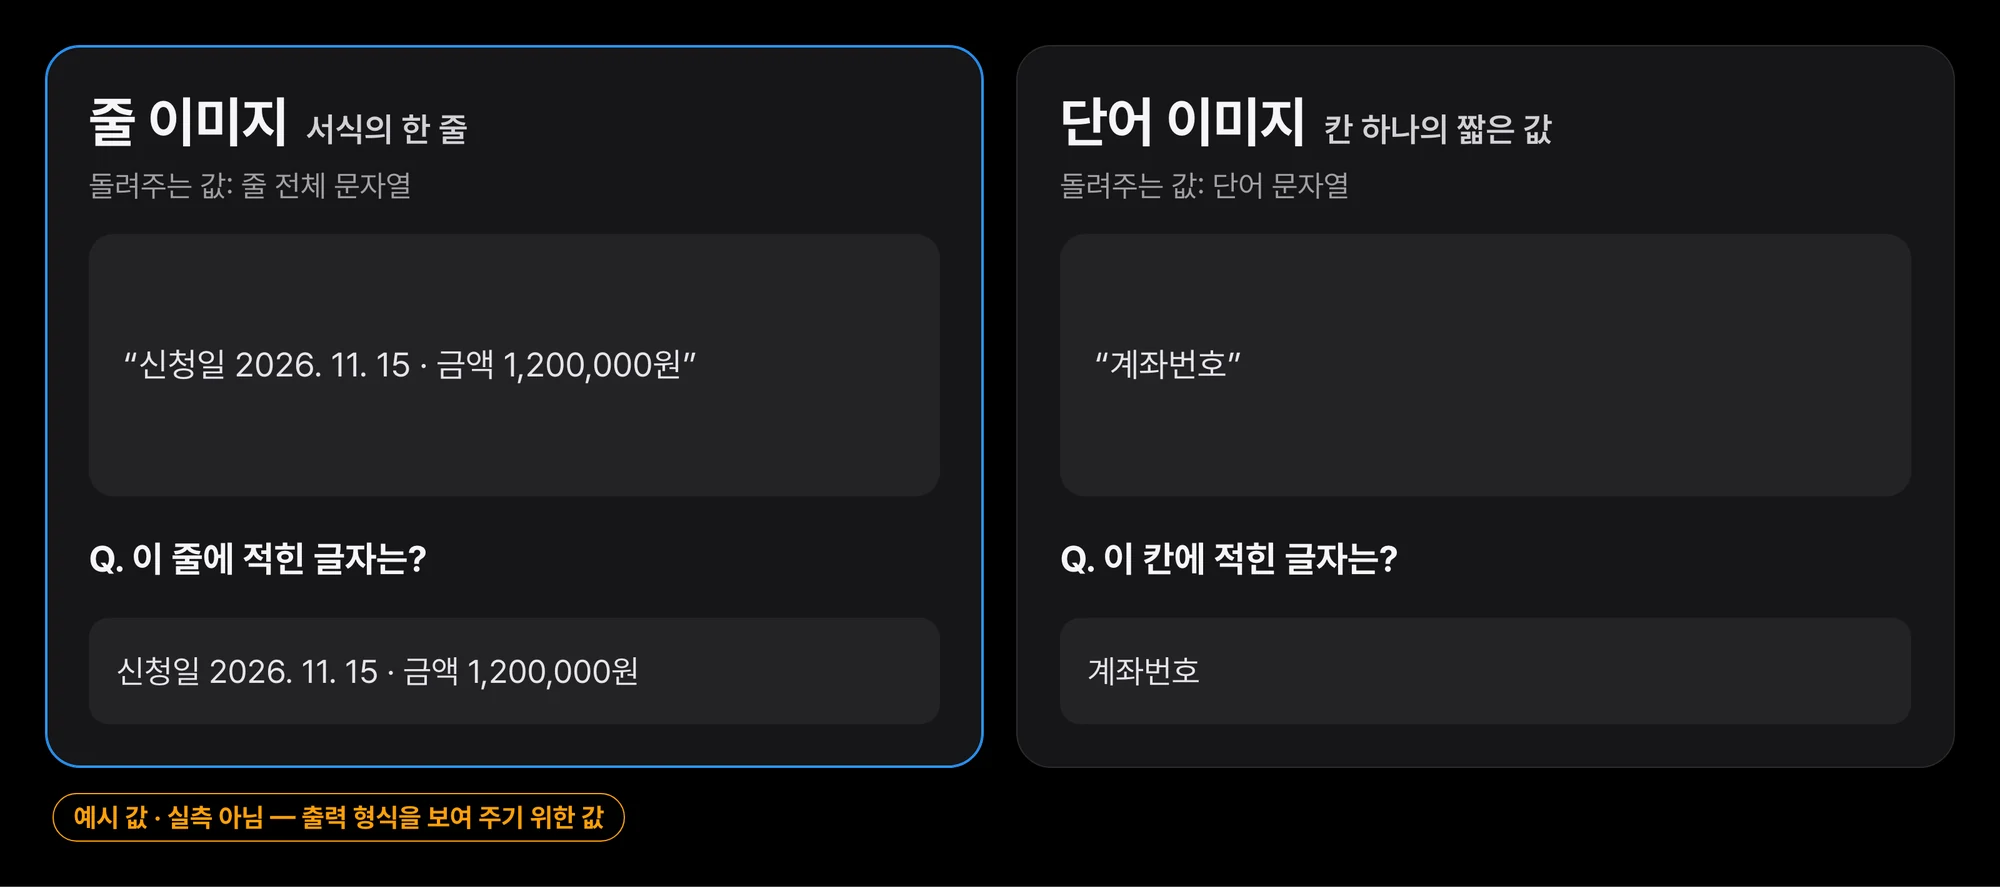 줄 이미지 서식의 한 줄
돌려주는 값: 줄 전체 문자열
“신청일 2026. 11. 15 · 금액 1,200,000원”
Q. 이 줄에 적힌 글자는?
신청일 2026. 11. 15 · 금액 1,200,000원
단어 이미지 칸 하나의 짧은 값
돌려주는 값: 단어 문자열
“계좌번호”
Q. 이 칸에 적힌 글자는?
계좌번호
예시 값 · 실측 아님 — 출력 형식을 보여 주기 위한 값